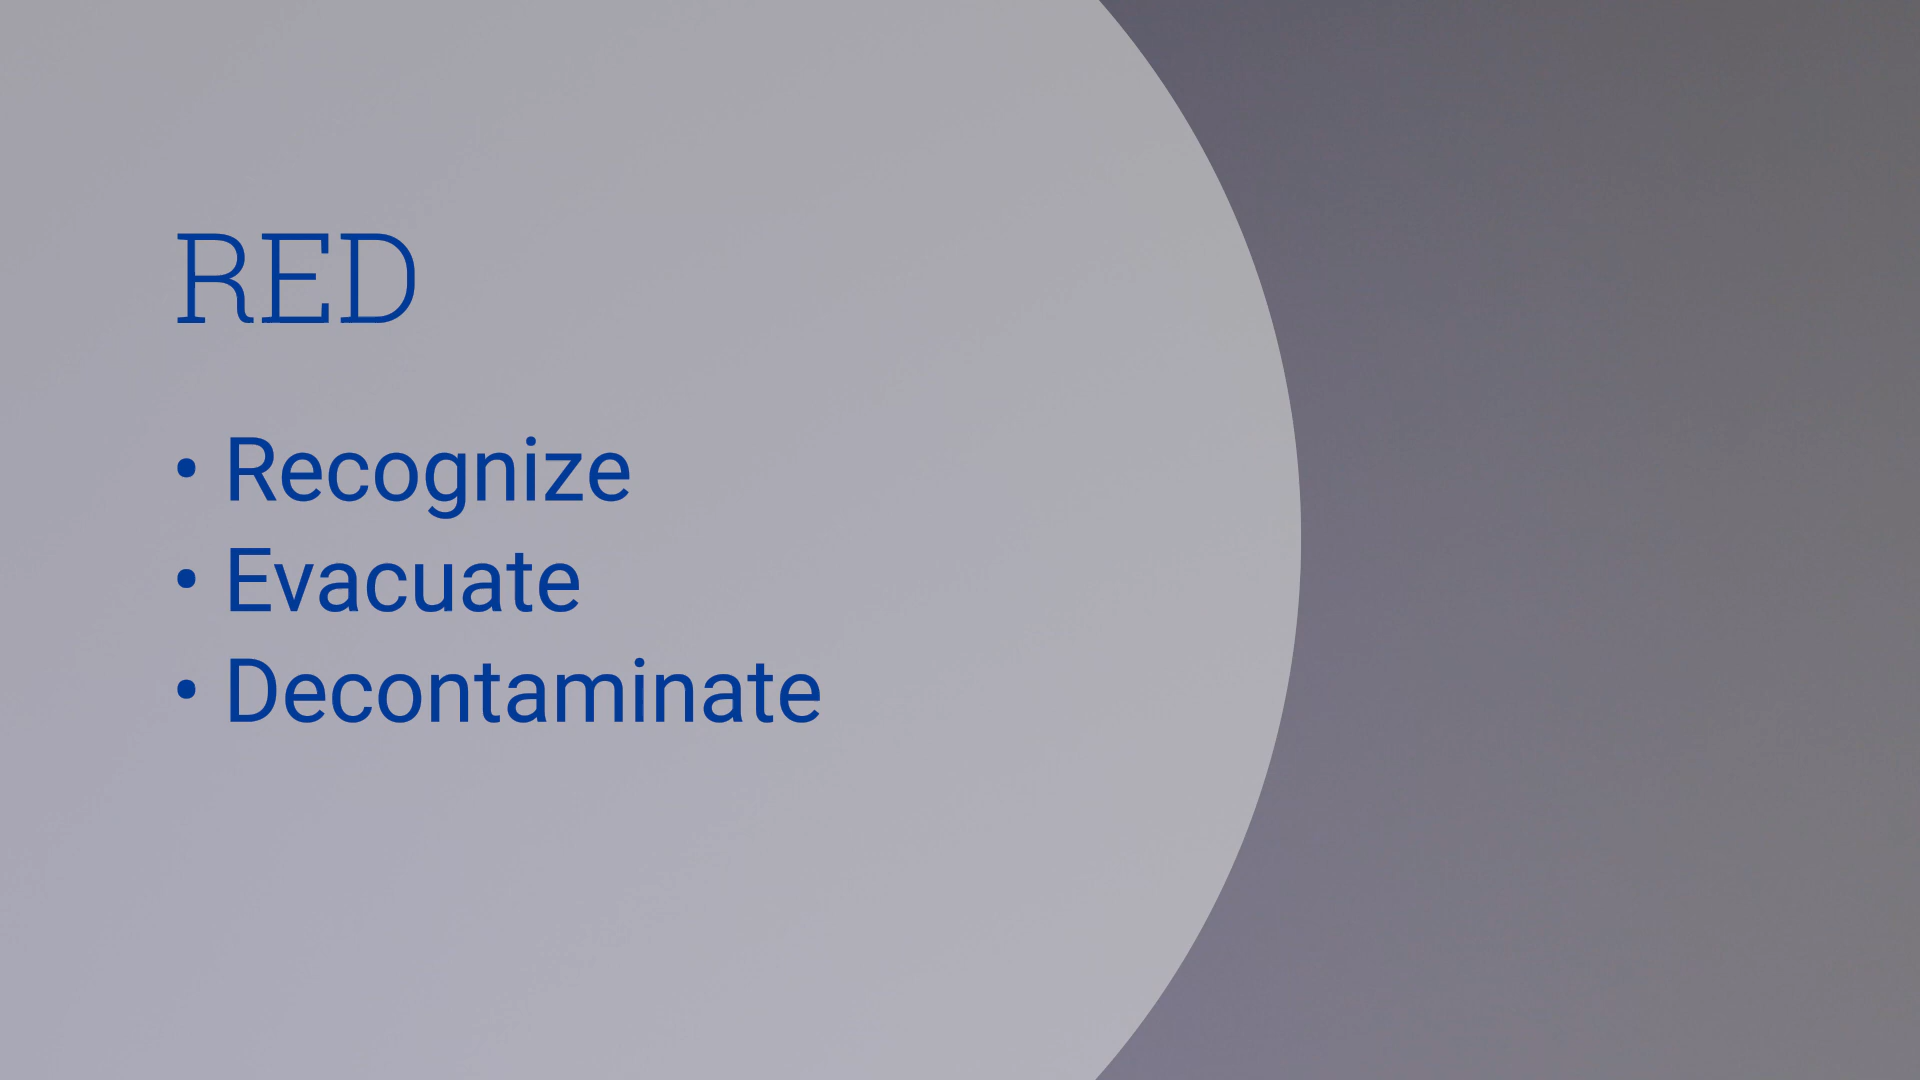 RED
• Recognize
• Evacuate
• Decontaminate